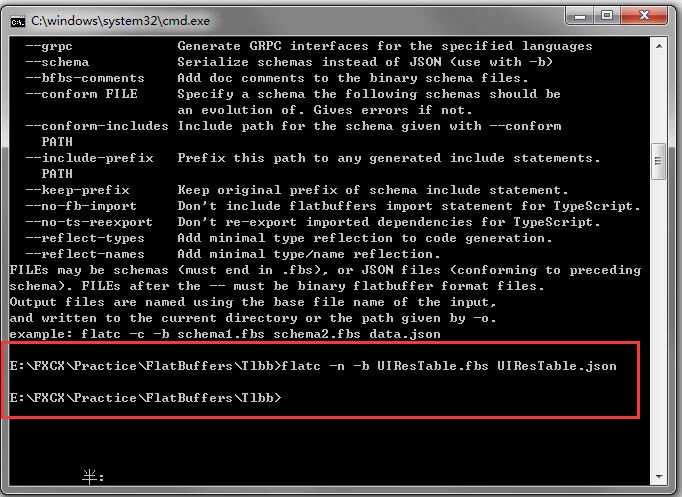 C:\windows\system32\cmd.exe
--grpc Generate GRPC interfaces for the specified languages
--schema Serialize schemas instead of JSON (use with -b)
--bfbs-comments Add doc comments to the binary schema files.
--conform FILE Specify a schema the following schemas should be
an evolution of. Gives errors if not.
--conform-includes Include path for the schema given with --conform
PATH
--include-prefix Prefix this path to any generated include statements.
PATH
--keep-prefix Keep original prefix of schema include statement.
--no-fb-import Don't include flatbuffers import statement for TypeScript.
--no-ts-reexport Don't re-export imported dependencies for TypeScript.
--reflect-types Add minimal type reflection to code generation.
--reflect-names Add minimal type/name reflection.
FILEs may be schemas (must end in .fbs), or JSON files (conforming to preceding
schema). FILEs after the -- must be binary flatbuffer format files.
Output files are named using the base file name of the input,
and written to the current directory or the path given by -o.
example: flatc -c -b schema1.fbs schema2.fbs data.json
E:\FXCX\Practice\FlatBuffers\Tlbb>flatc -n -b UIResTable.fbs UIResTable.json
E:\FXCX\Practice\FlatBuffers\Tlbb>
半: